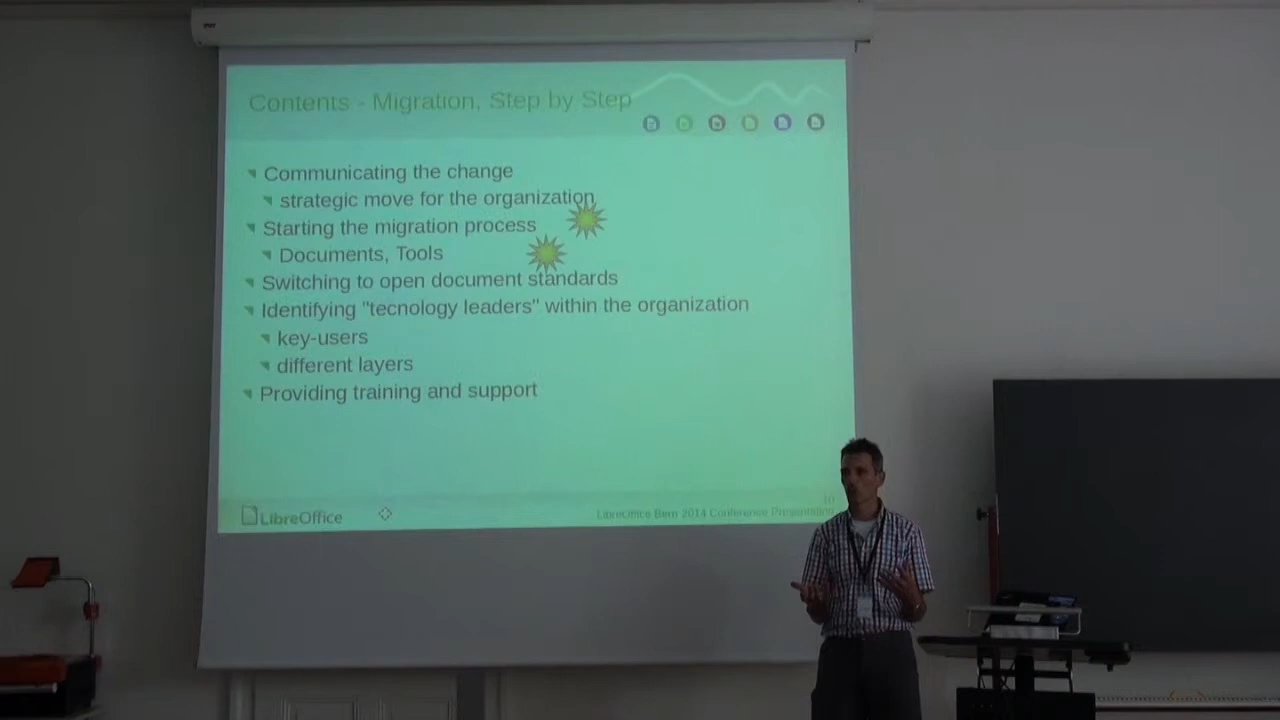 Contents - Migration, Step by Step
Communicating the change
strategic move for the organization
Starting the migration process
Documents, Tools
Switching to open document standards
Identifying "tecnology leaders" within the organization
key-users
different layers
Providing training and support
10
LibreOffice
LibreOffice Bern 2014 Conference Presentation